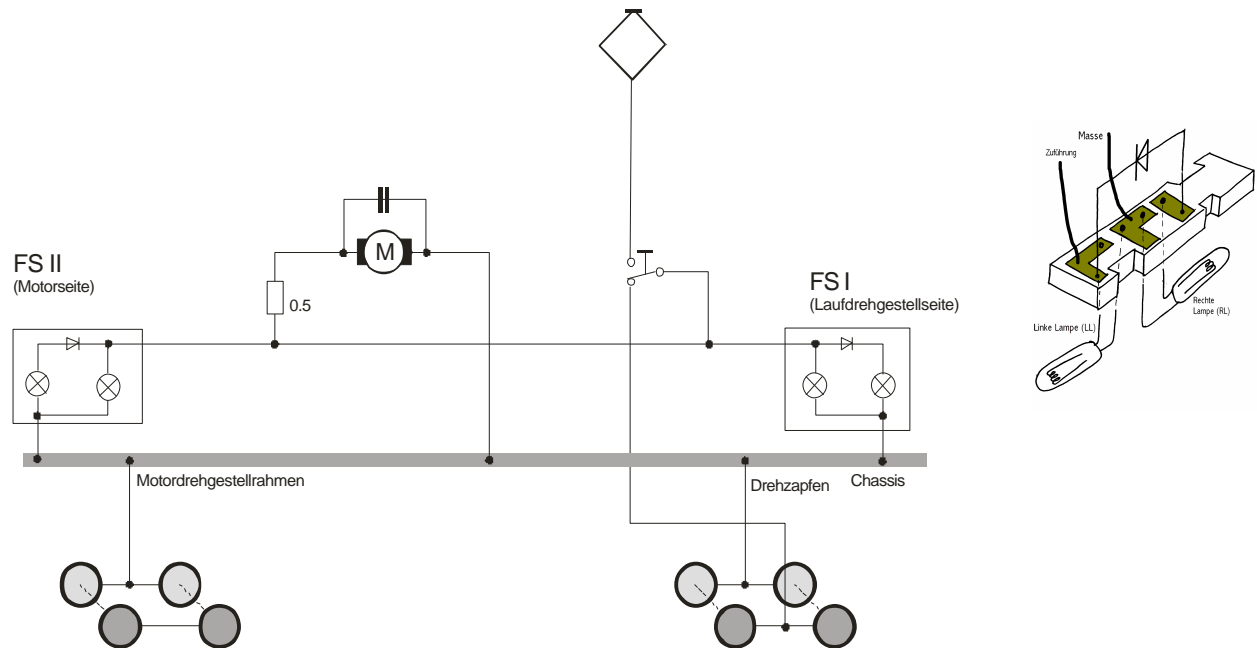 FS II
(Motorseite)
M
0.5
FS I
(Laufdrehgestellseite)
Motordrehgestellrahmen
Drehzapfen
Chassis
Masse
Zuführung
Linke Lampe (LL)
Rechte
Lampe (RL)